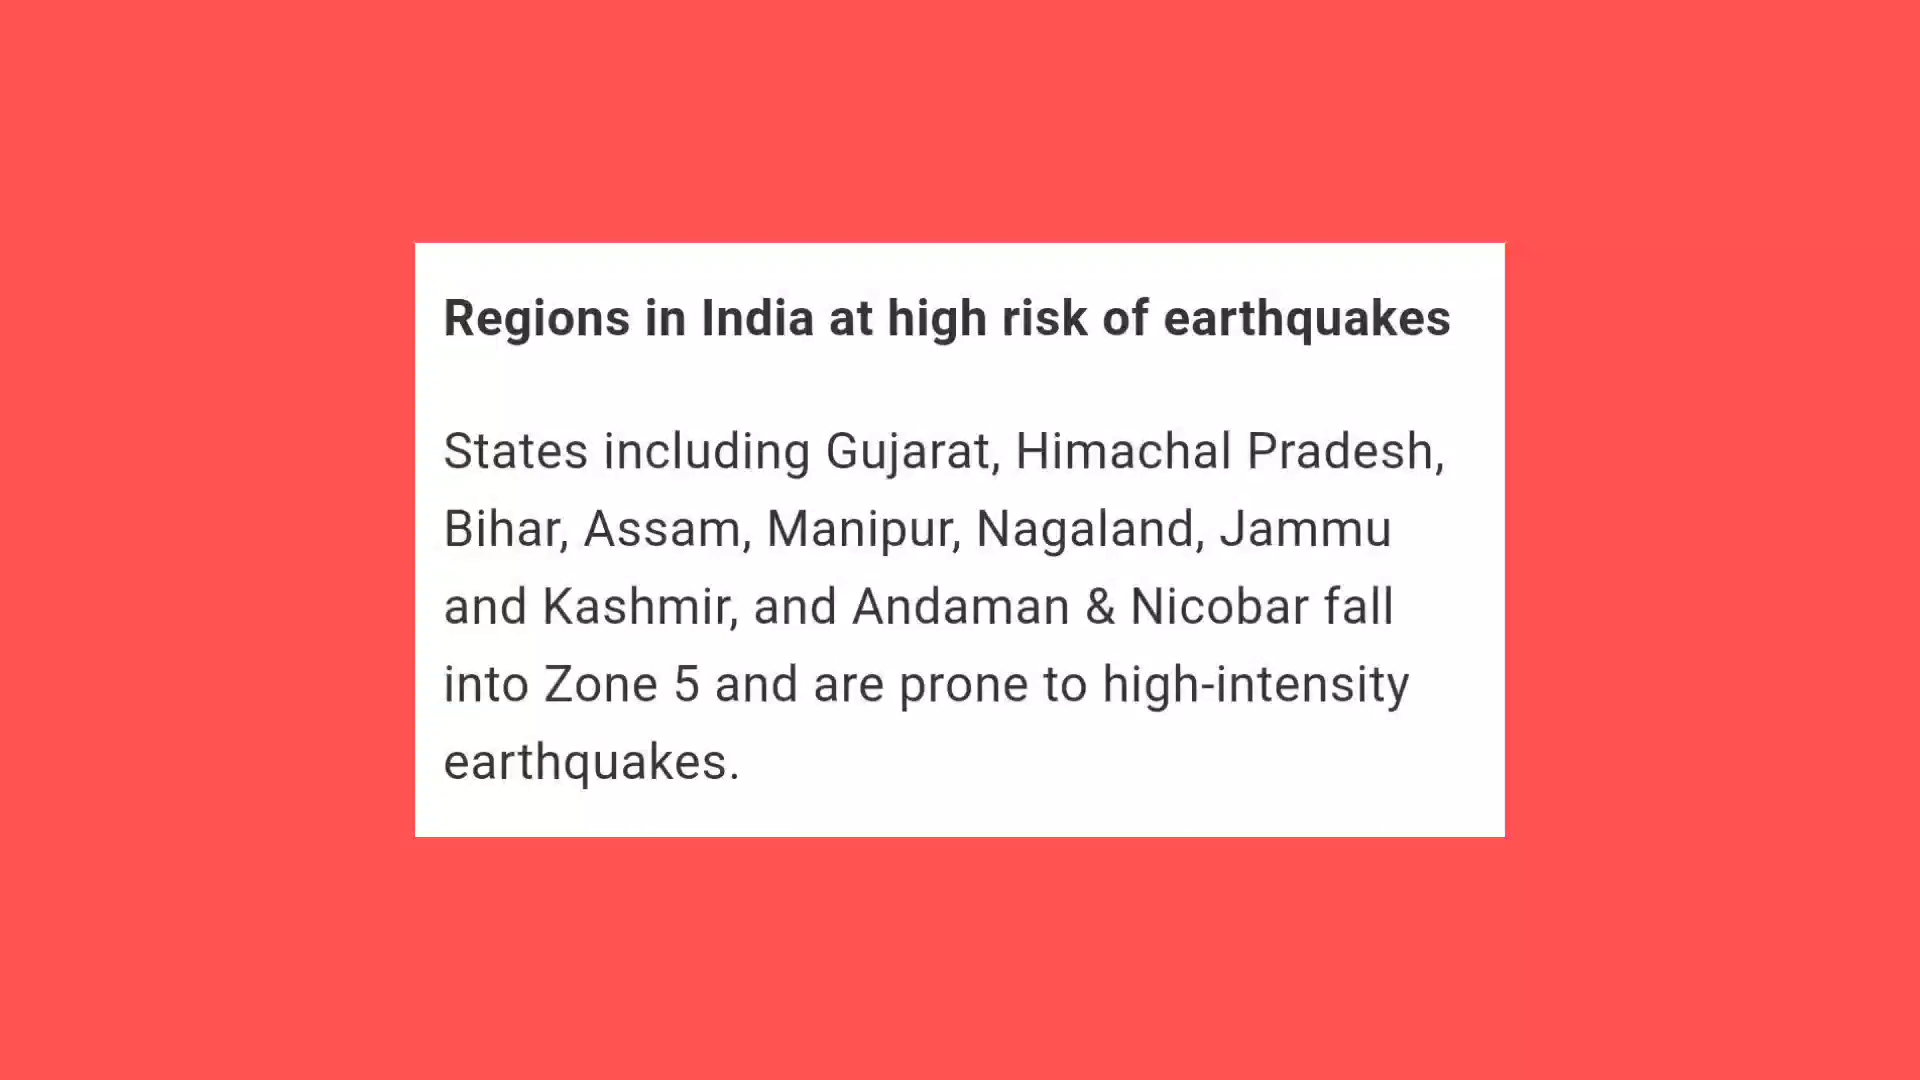 Regions in India at high risk of earthquakes
States including Gujarat, Himachal Pradesh,
Bihar, Assam, Manipur, Nagaland, Jammu
and Kashmir, and Andaman & Nicobar fall
into Zone 5 and are prone to high-intensity
earthquakes.